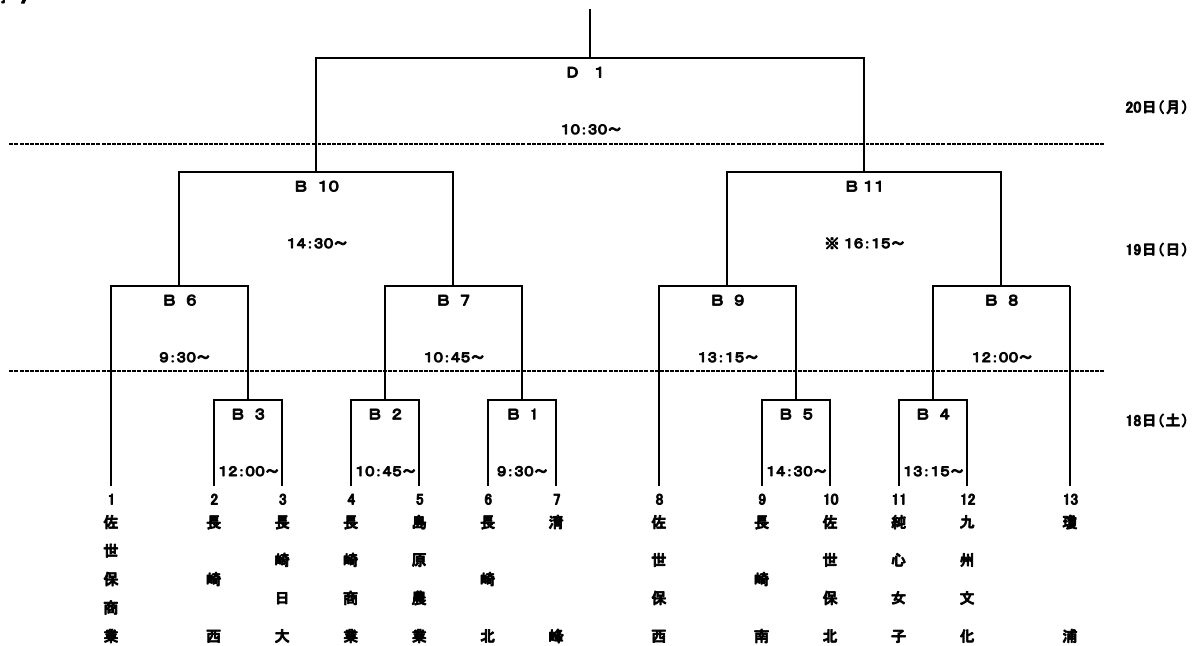 D 1
20日(月)
10:30～
B 10
B 11
14:30～
※ 16:15～
19日(日)
B 6
B 7
B 9
B 8
9:30～
10:45～
13:15～
12:00～
B 3
B 2
B 1
B 5
B 4
18日(土)
12:00～
10:45～
9:30～
14:30～
13:15～
1
佐世保商業
2
長崎西
3
長崎日大
4
長崎商業
5
島原農業
6
長崎北
7
清峰
8
佐世保西
9
長崎南
10
佐世保北
11
純心女子
12
九州文化
13
瓊浦